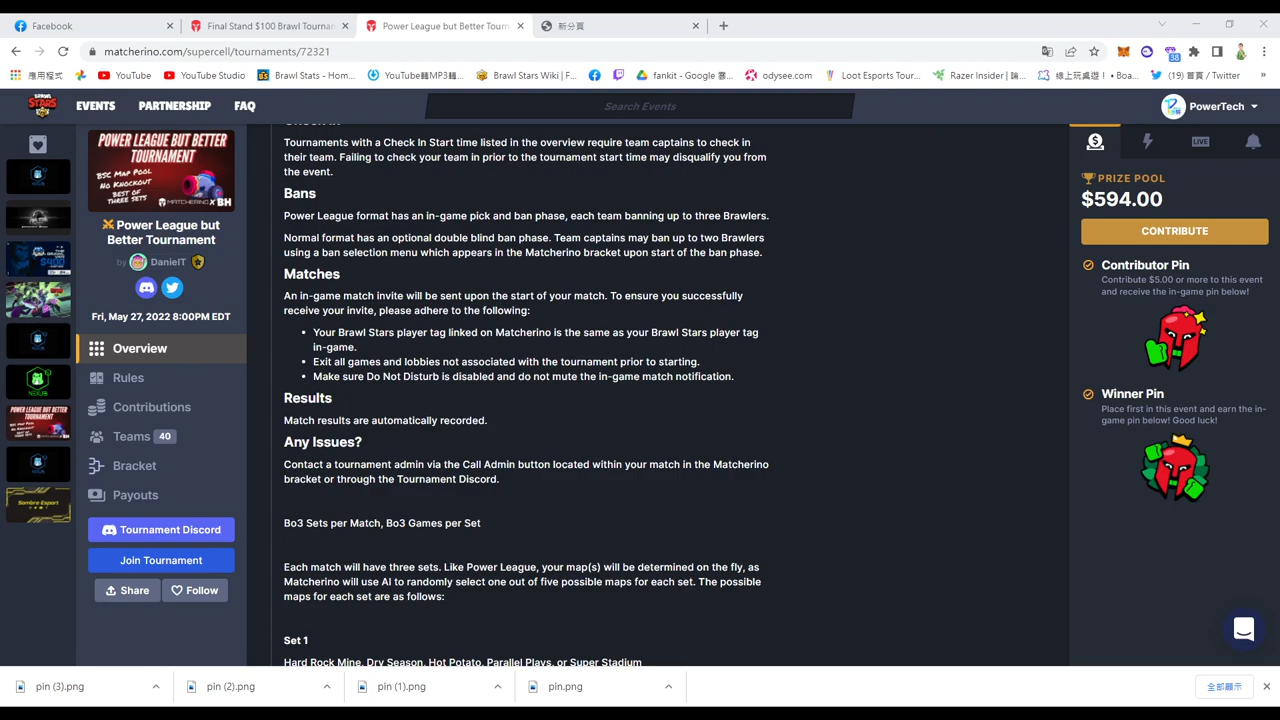 Facebook
Final Stand $100 Brawl Tournan
Power League but Better Tourn
新分頁
matcherino.com/supercell/tournaments/72321
應用程式
YouTube
YouTube Studio
Brawl Stats - Hom...
YouTube轉MP3轉...
Brawl Stars Wiki | F...
fankit - Google 雲...
odysee.com
Loot Esports Tour...
Razer Insider | 論...
線上玩桌遊! • Boa...
(19) 首頁 / Twitter
»
BRAWL STARS
EVENTS
PARTNERSHIP
FAQ
Search Events
PowerTech
POWER LEAGUE BUT BETTER
TOURNAMENT
BSC MAP POOL
NO KNOCKOUT
BEST OF
THREE SETS
MATCHERINO X BH
Power League but
Better Tournament
by DanielT
Fri, May 27, 2022 8:00PM EDT
Overview
Rules
Contributions
Teams 40
Bracket
Payouts
Tournament Discord
Join Tournament
Share
Follow
Check In
Tournaments with a Check In Start time listed in the overview require team captains to check in
their team. Failing to check your team in prior to the tournament start time may disqualify you from
the event.
Bans
Power League format has an in-game pick and ban phase, each team banning up to three Brawlers.
Normal format has an optional double blind ban phase. Team captains may ban up to two Brawlers
using a ban selection menu which appears in the Matcherino bracket upon start of the ban phase.
Matches
An in-game match invite will be sent upon the start of your match. To ensure you successfully
receive your invite, please adhere to the following:
• Your Brawl Stars player tag linked on Matcherino is the same as your Brawl Stars player tag
in-game.
• Exit all games and lobbies not associated with the tournament prior to starting.
• Make sure Do Not Disturb is disabled and do not mute the in-game match notification.
Results
Match results are automatically recorded.
Any Issues?
Contact a tournament admin via the Call Admin button located within your match in the Matcherino
bracket or through the Tournament Discord.
Bo3 Sets per Match, Bo3 Games per Set
Each match will have three sets. Like Power League, your map(s) will be determined on the fly, as
Matcherino will use AI to randomly select one out of five possible maps for each set. The possible
maps for each set are as follows:
Set 1
Hard Rock Mine, Dry Season, Hot Potato, Parallel Plays, or Super Stadium
LIVE
PRIZE POOL
$594.00
CONTRIBUTE
Contributor Pin
Contribute $5.00 or more to this event
and receive the in-game pin below!
Winner Pin
Place first in this event and earn the in-
game pin below! Good luck!
pin (3).png
pin (2).png
pin (1).png
pin.png
全部顯示